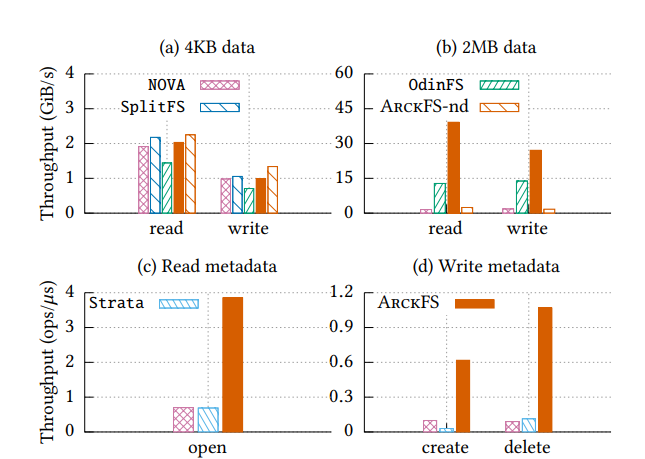 (a) 4KB data
Throughput (GiB/s)
4
3
2
1
0
NOVA
SplitFS
read write
(b) 2MB data
60
45
30
15
0
OdinFS
ArckFS-nd
read write
(c) Read metadata
Throughput (ops/μs)
4
3
2
1
0
Strata
open
(d) Write metadata
1.2
0.9
0.6
0.3
0
ArckFS
create delete